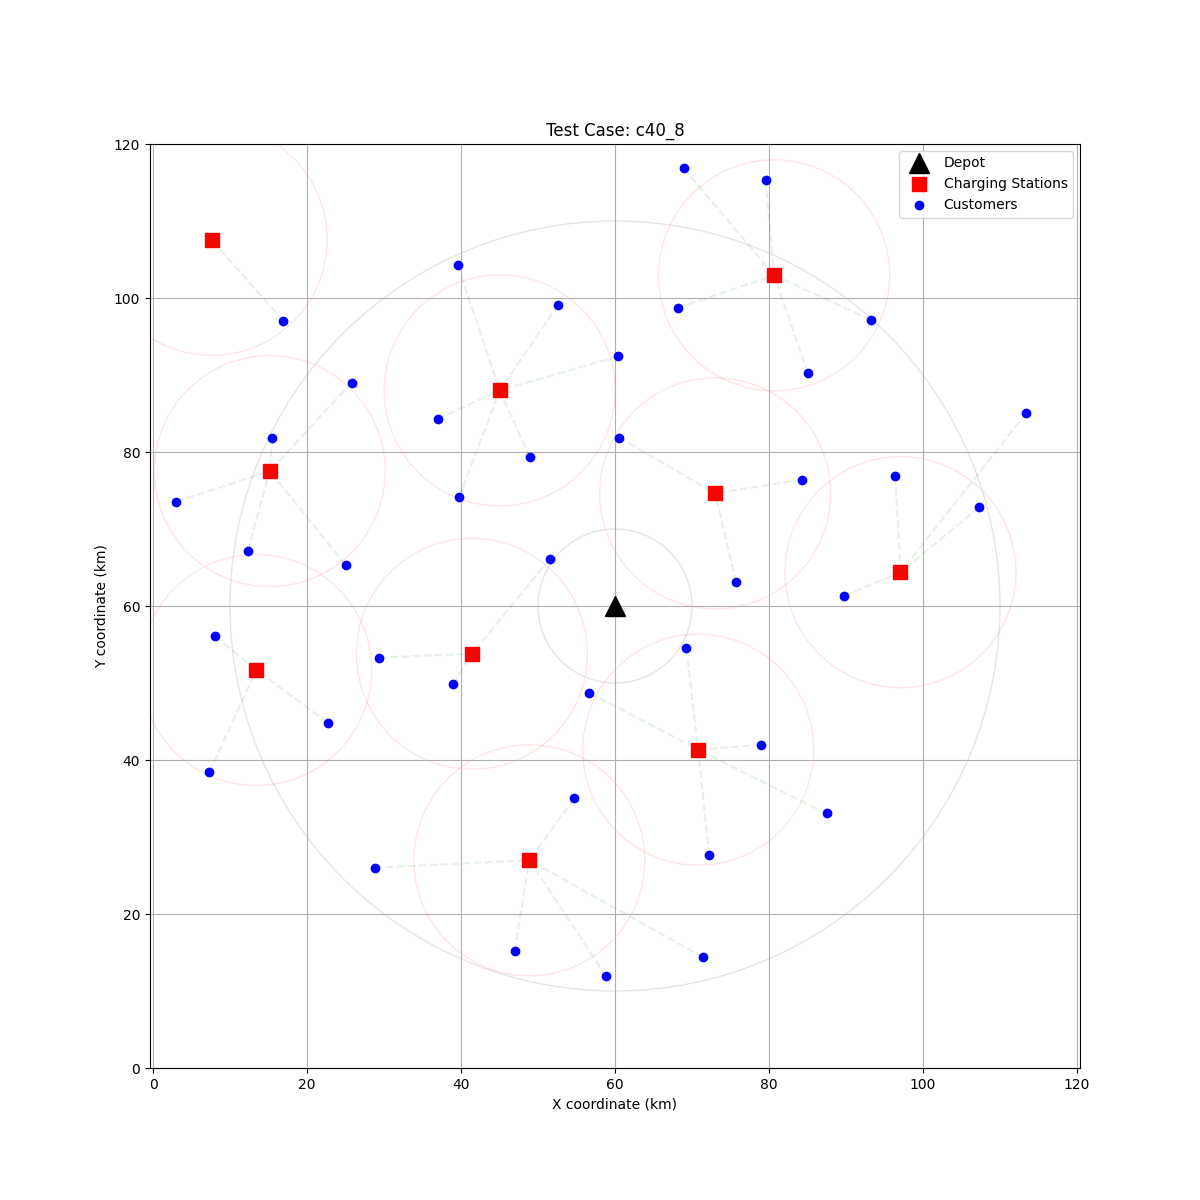 Test Case: c40_8
Depot
Charging Stations
Customers
120
100
80
60
40
20
0
Y coordinate (km)
0 20 40 60 80 100 120
X coordinate (km)